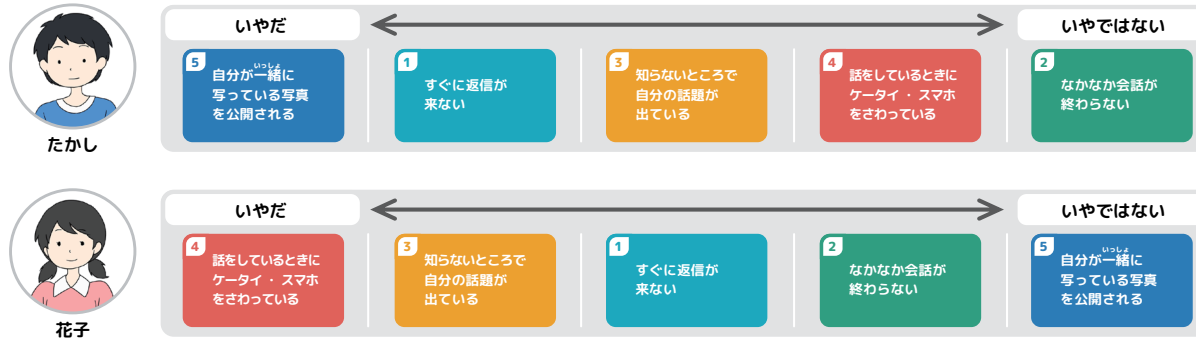 いやだ
いやではない
5
いっしょ
自分が一緒に
写っている写真
を公開される
1
すぐに返信が
来ない
3
知らないところで
自分の話題が
出ている
4
話をしているときに
ケータイ・スマホ
をさわっている
2
なかなか会話が
終わらない
たかし
いやだ
いやではない
4
話をしているときに
ケータイ・スマホ
をさわっている
3
知らないところで
自分の話題が
出ている
1
すぐに返信が
来ない
2
なかなか会話が
終わらない
5
いっしょ
自分が一緒に
写っている写真
を公開される
花子